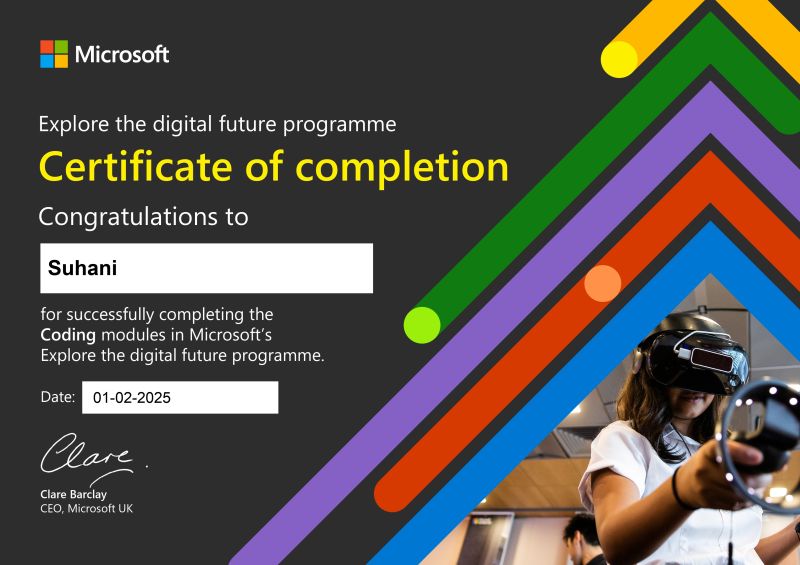 Microsoft
Explore the digital future programme
Certificate of completion
Congratulations to
Suhani
for successfully completing the
Coding modules in Microsoft’s
Explore the digital future programme.
Date: 01-02-2025
Clare.
Clare Barclay
CEO, Microsoft UK